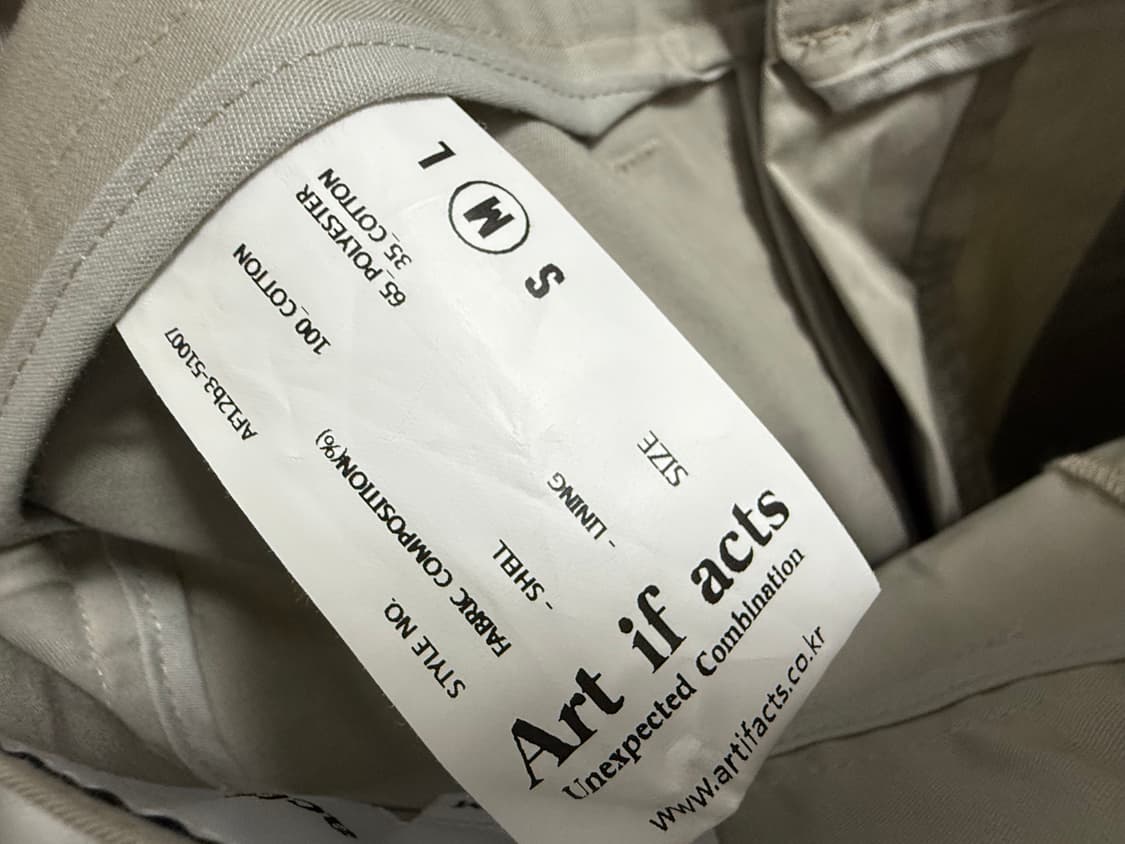 Art if acts
Unexpected Combination
www.artifacts.co.kr
STYLE NO. AF12b3-51007
FABRIC COMPOSITION(%)
- SHELL 100_COTTON
- LINING 65_POLYESTER
35_COTTON
SIZE S M L